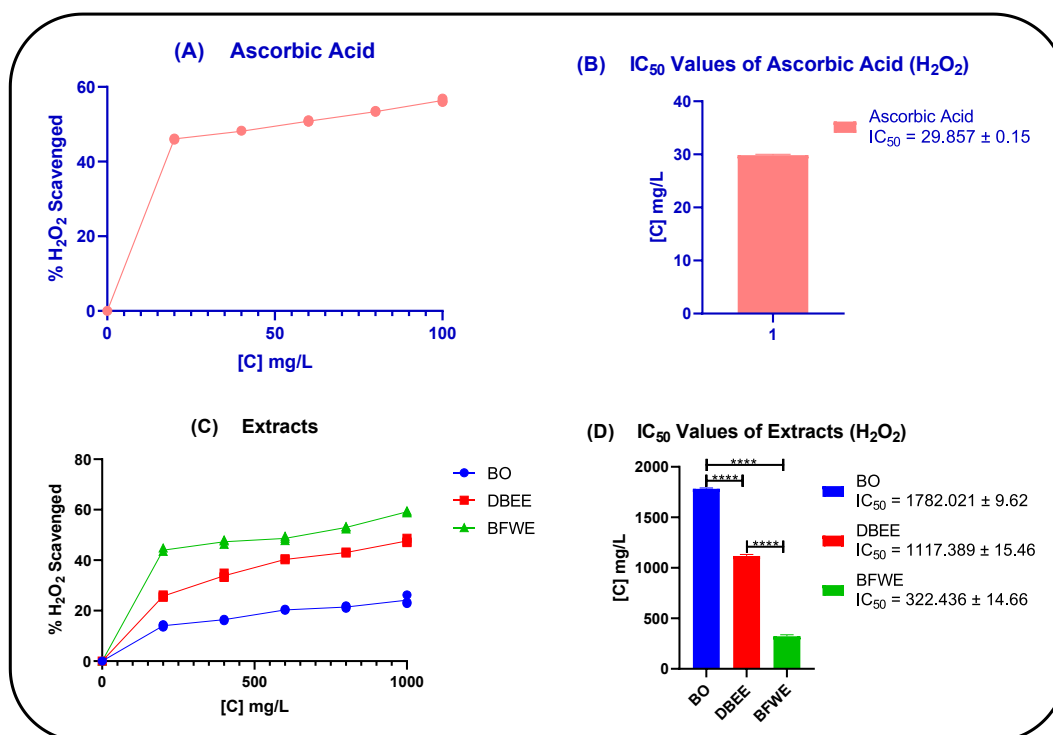 (A) Ascorbic Acid
60
40
20
0
0
50
100
% H₂O₂ Scavenged
[C] mg/L
(B) IC₅₀ Values of Ascorbic Acid (H₂O₂)
40
30
20
10
0
1
[C] mg/L
Ascorbic Acid
IC₅₀ = 29.857 ± 0.15
(C) Extracts
80
60
40
20
0
0
500
1000
% H₂O₂ Scavenged
[C] mg/L
BO
DBEE
BFWE
(D) IC₅₀ Values of Extracts (H₂O₂)
2000
1500
1000
500
0
[C] mg/L
****
****
****
BO
DBEE
BFWE
BO
IC₅₀ = 1782.021 ± 9.62
DBEE
IC₅₀ = 1117.389 ± 15.46
BFWE
IC₅₀ = 322.436 ± 14.66